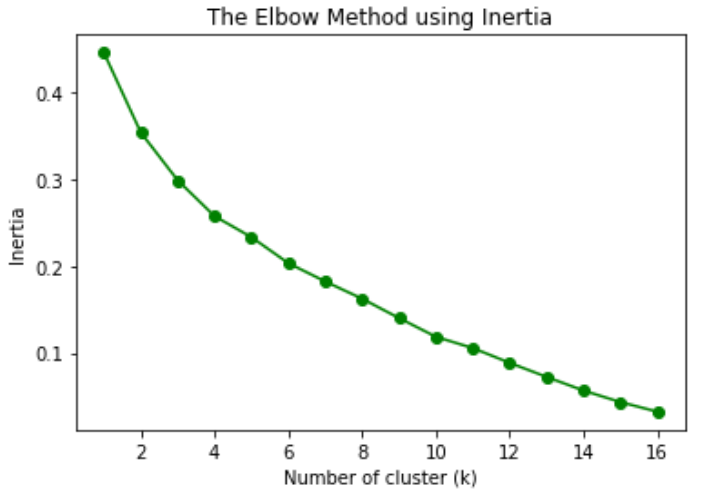 The Elbow Method using Inertia
0.4
0.3
0.2
0.1
Inertia
2 4 6 8 10 12 14 16
Number of cluster (k)